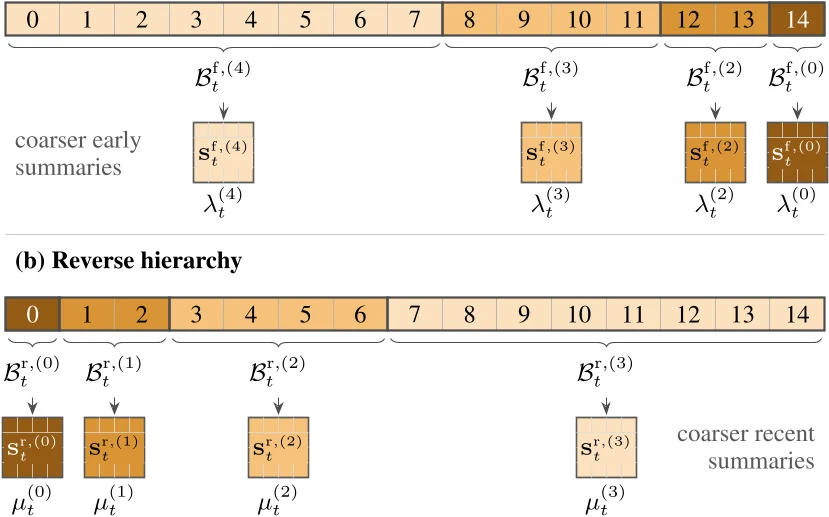 0 1 2 3 4 5 6 7 8 9 10 11 12 13 14
ℬ_t^{f,(4)} ℬ_t^{f,(3)} ℬ_t^{f,(2)} ℬ_t^{f,(0)}
coarser early
summaries
s_t^{f,(4)} s_t^{f,(3)} s_t^{f,(2)} s_t^{f,(0)}
λ_t^{(4)} λ_t^{(3)} λ_t^{(2)} λ_t^{(0)}
(b) Reverse hierarchy
0 1 2 3 4 5 6 7 8 9 10 11 12 13 14
ℬ_t^{r,(0)} ℬ_t^{r,(1)} ℬ_t^{r,(2)} ℬ_t^{r,(3)}
s_t^{r,(0)} s_t^{r,(1)} s_t^{r,(2)} s_t^{r,(3)}
coarser recent
summaries
μ_t^{(0)} μ_t^{(1)} μ_t^{(2)} μ_t^{(3)}